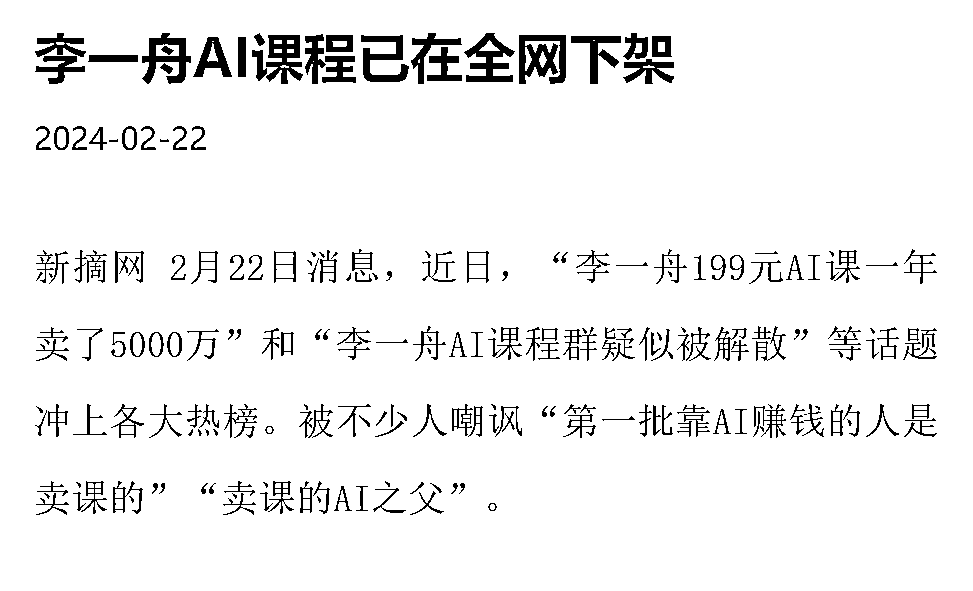 李一舟AI课程已在全网下架
2024-02-22
新摘网 2月22日消息，近日，“李一舟199元AI课一年
卖了5000万”和“李一舟AI课程群疑似被解散”等话题
冲上各大热榜。被不少人嘲讽“第一批靠AI赚钱的人是
卖课的”“卖课的AI之父”。